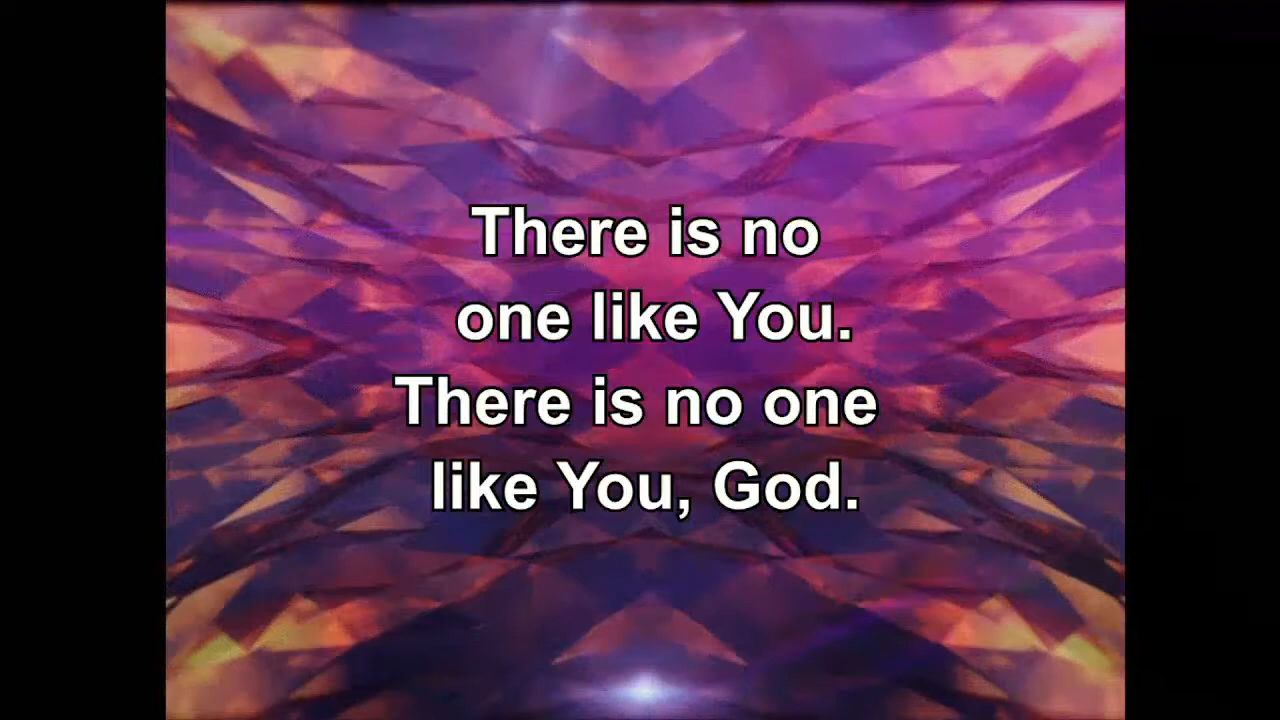 There is no
one like You.
There is no one
like You, God.